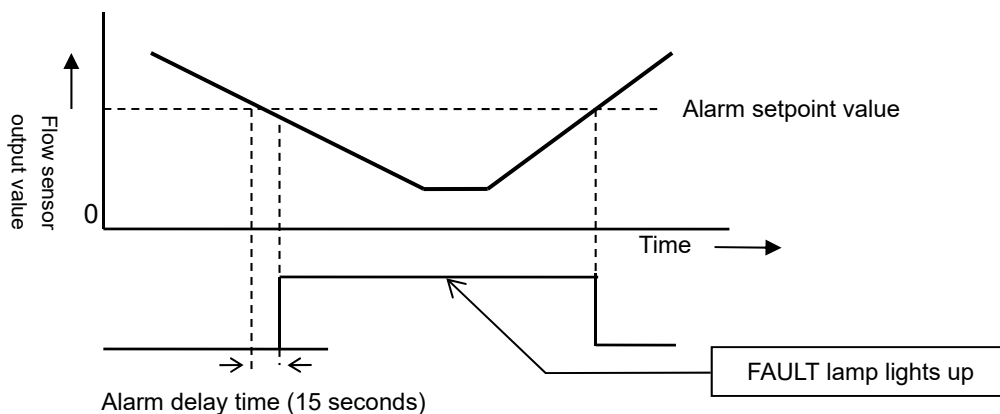 Flow sensor
output value
Alarm setpoint value
0
Time
FAULT lamp lights up
Alarm delay time (15 seconds)